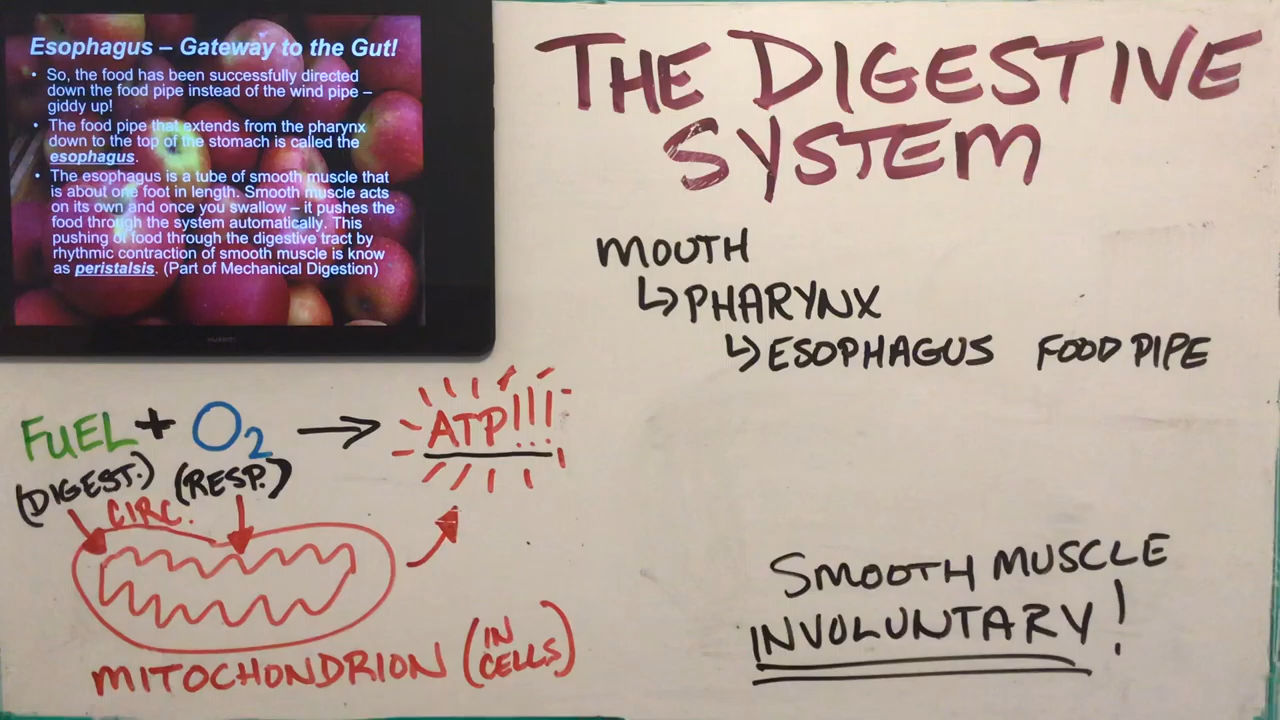 Esophagus – Gateway to the Gut!
• So, the food has been successfully directed
down the food pipe instead of the wind pipe –
giddy up!
• The food pipe that extends from the pharynx
down to the top of the stomach is called the
esophagus.
• The esophagus is a tube of smooth muscle that
is about one foot in length. Smooth muscle acts
on its own and once you swallow – it pushes the
food through the system automatically. This
pushing of food through the digestive tract by
rhythmic contraction of smooth muscle is know
as peristalsis. (Part of Mechanical Digestion)
HUAWEI
THE DIGESTIVE
SYSTEM
MOUTH
↳ PHARYNX
↳ ESOPHAGUS FOOD PIPE
FUEL + O2 → ATP!!!
(DIGEST.) (RESP.)
CIRC.
MITOCHONDRION (IN
CELLS)
SMOOTH MUSCLE
INVOLUNTARY!